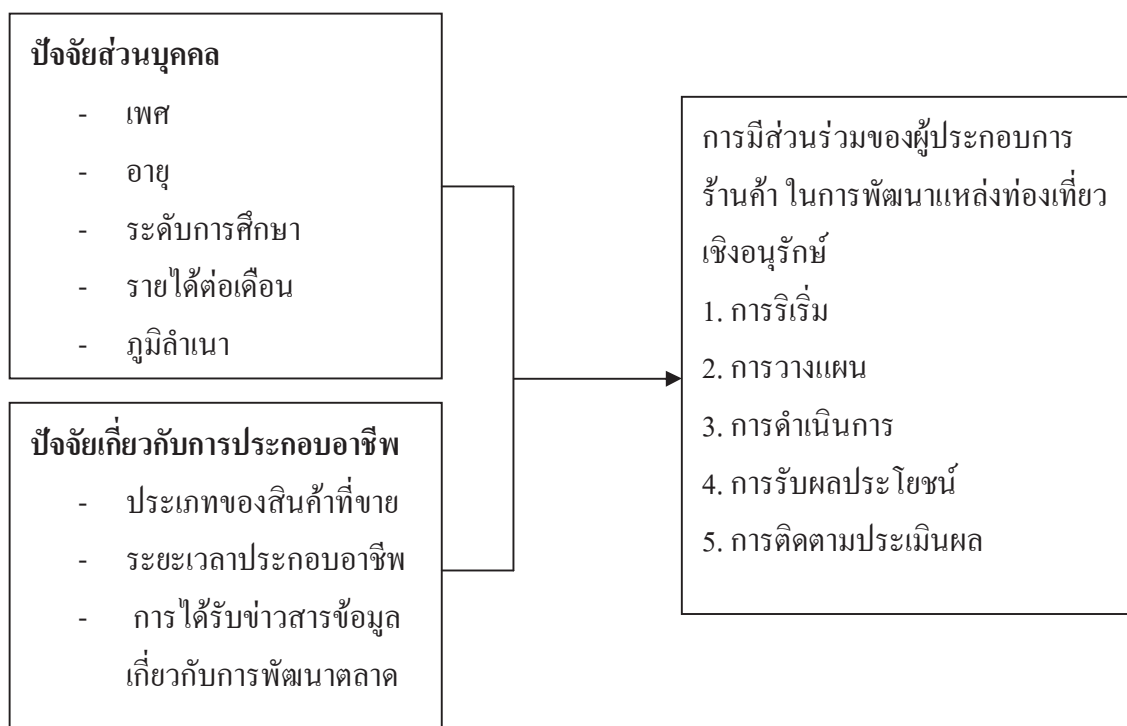 ปัจจัยส่วนบุคคล
- เพศ
- อายุ
- ระดับการศึกษา
- รายได้ต่อเดือน
- ภูมิลำเนา
ปัจจัยเกี่ยวกับการประกอบอาชีพ
- ประเภทของสินค้าที่ขาย
- ระยะเวลาประกอบอาชีพ
- การได้รับข่าวสารข้อมูล
เกี่ยวกับการพัฒนาตลาด
การมีส่วนร่วมของผู้ประกอบการ
ร้านค้า ในการพัฒนาแหล่งท่องเที่ยว
เชิงอนุรักษ์
1. การริเริ่ม
2. การวางแผน
3. การดำเนินการ
4. การรับผลประโยชน์
5. การติดตามประเมินผล